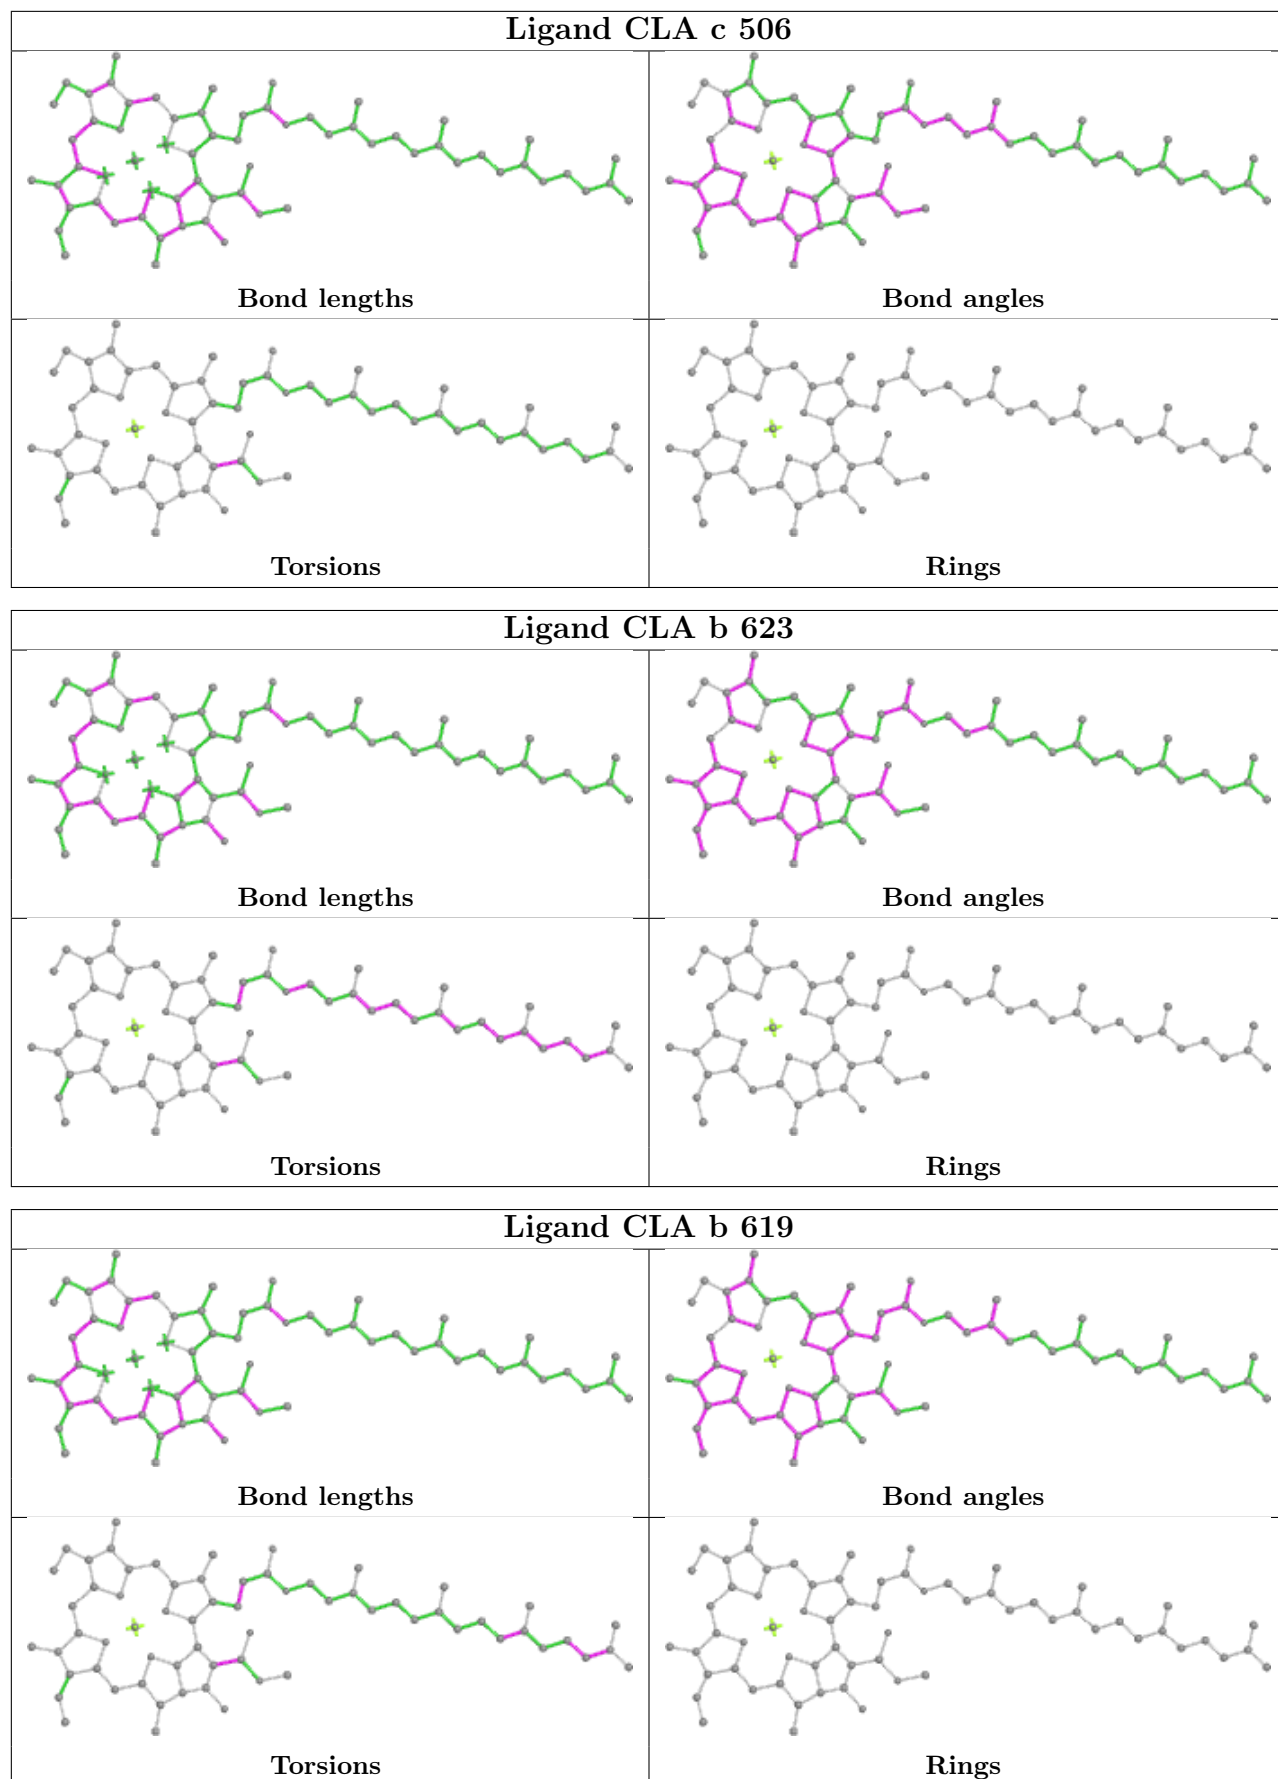 Ligand CLA c 506
Bond lengths
Bond angles
Torsions
Rings
Ligand CLA b 623
Bond lengths
Bond angles
Torsions
Rings
Ligand CLA b 619
Bond lengths
Bond angles
Torsions
Rings